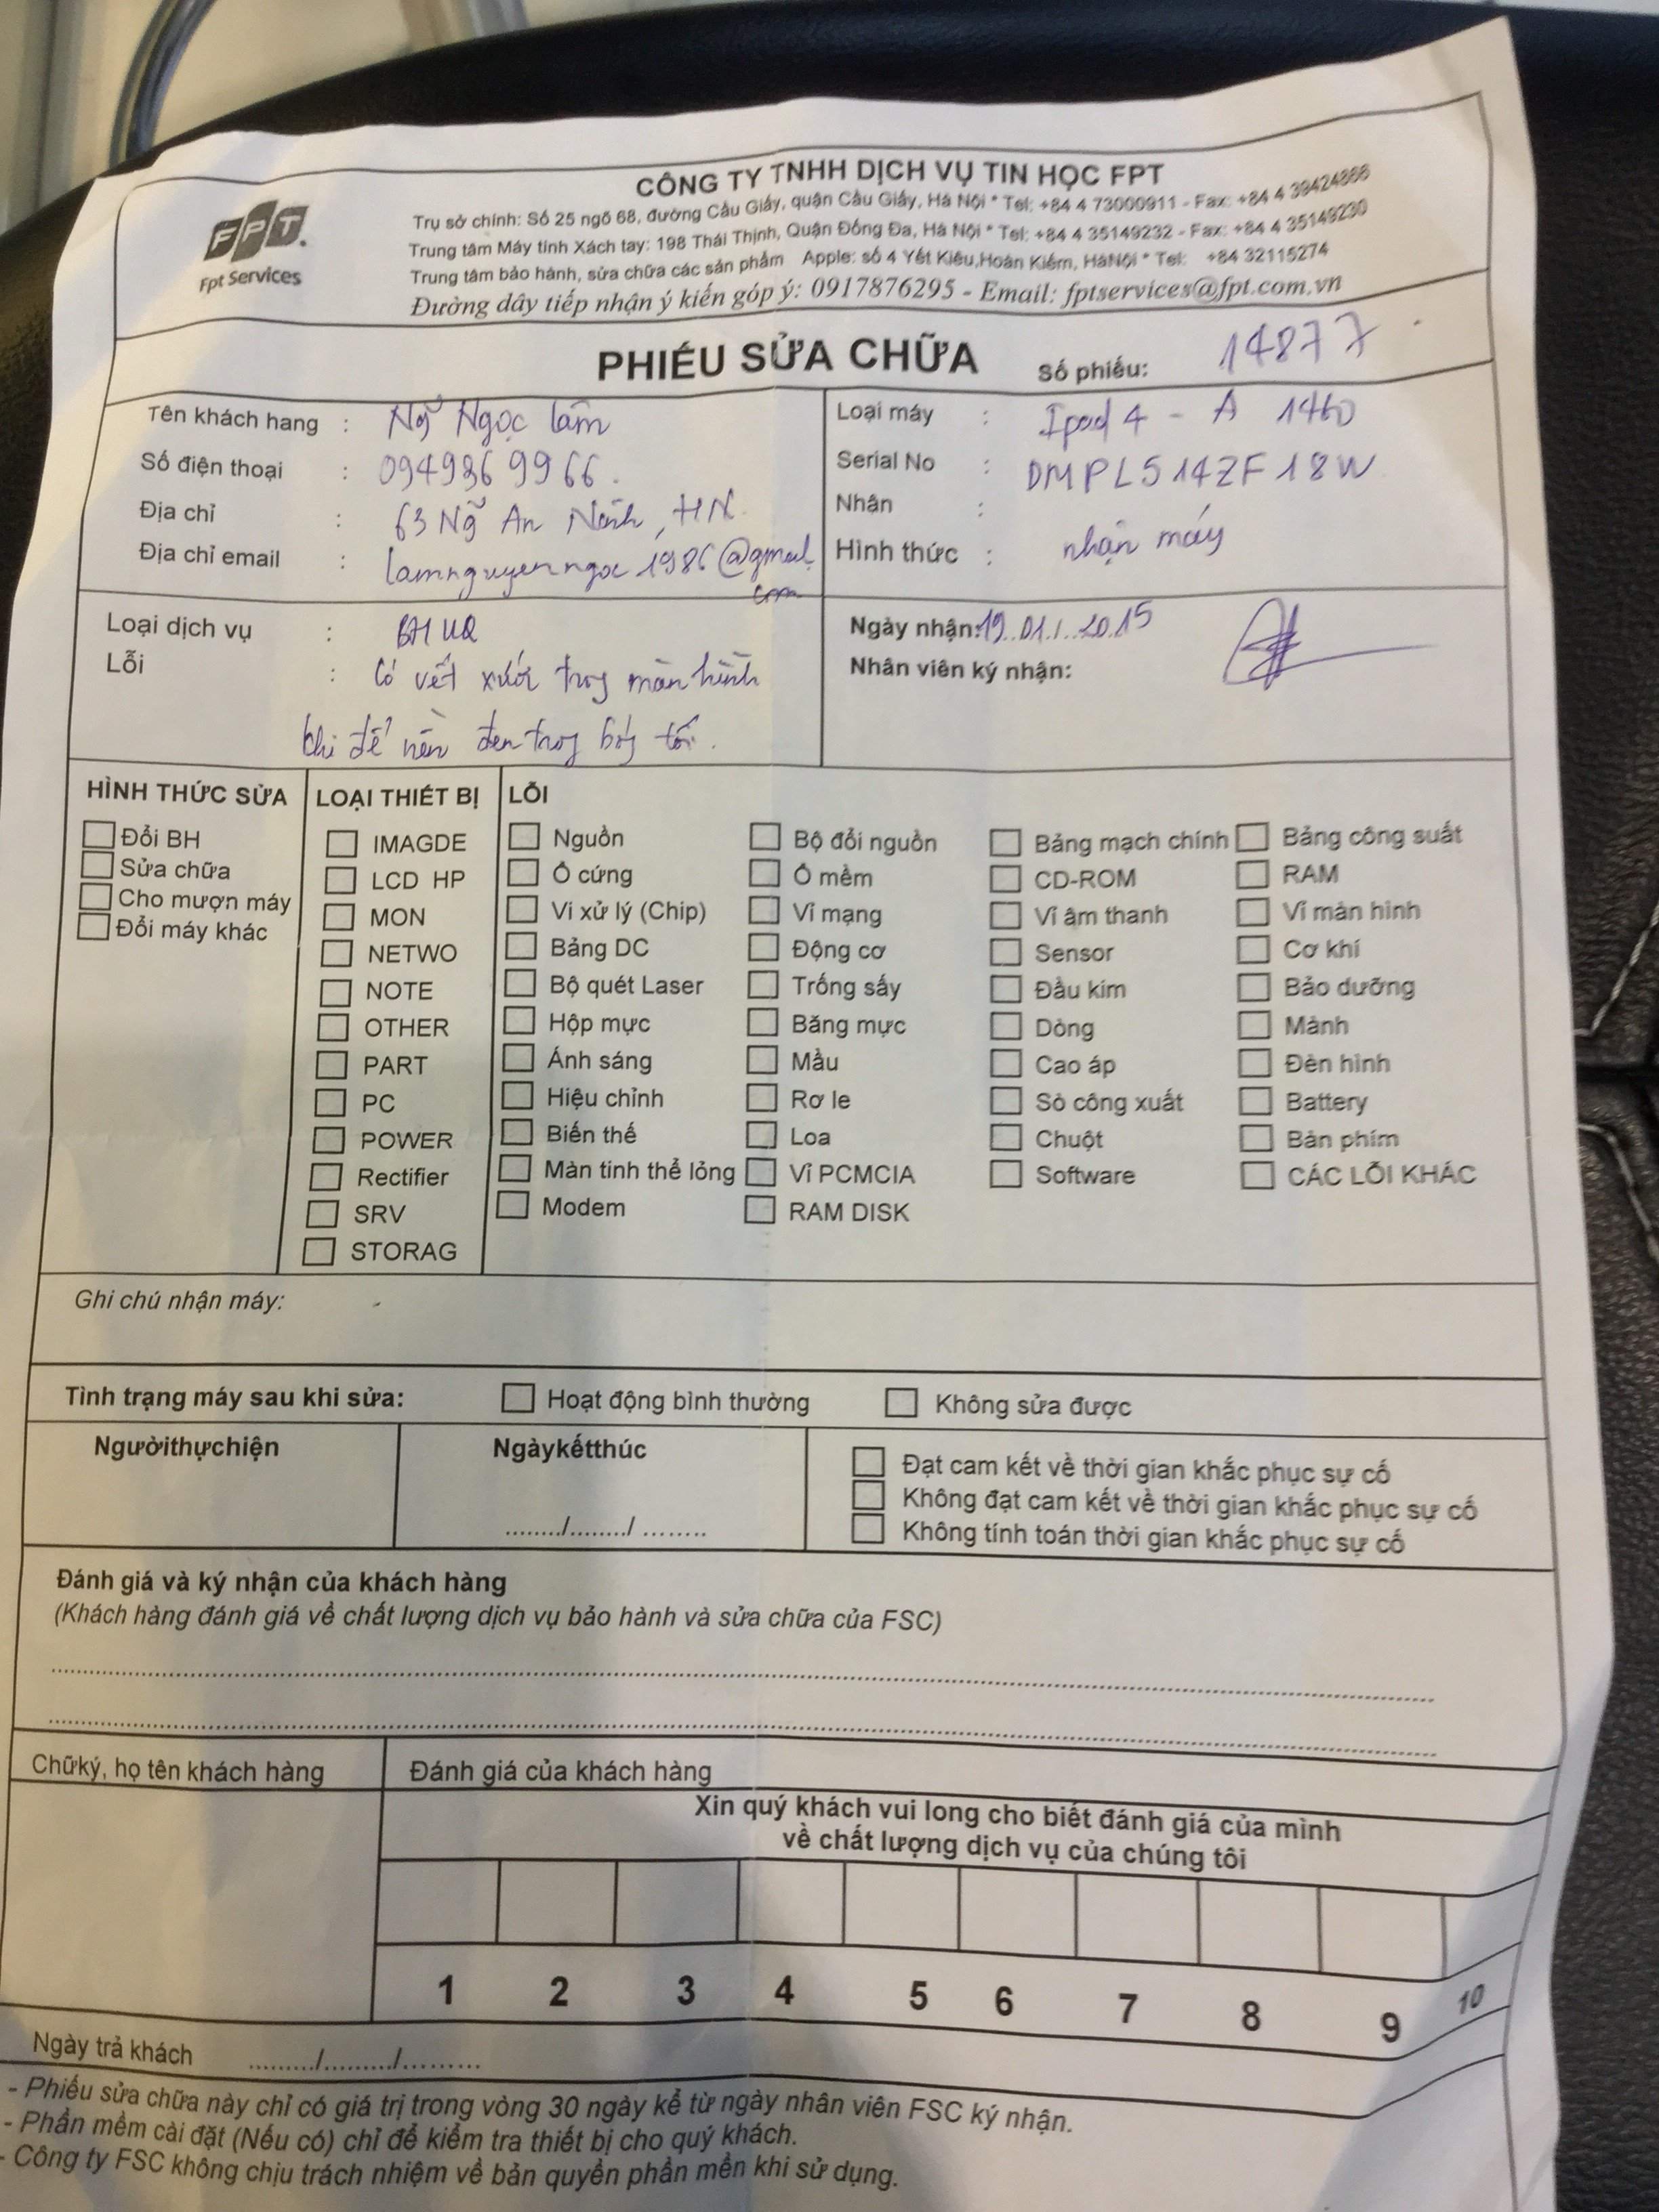 FPT.
Fpt Services
CÔNG TY TNHH DỊCH VỤ TIN HỌC FPT
Trụ sở chính: Số 25 ngõ 68, đường Cầu Giấy, quận Cầu Giấy, Hà Nội * Tel: +84 4 73000911 - Fax: +84 4 39424866
Trung tâm Máy tính Xách tay: 198 Thái Thịnh, Quận Đống Đa, Hà Nội * Tel: +84 4 35149232 - Fax: +84 4 35149230
Trung tâm bảo hành, sửa chữa các sản phẩm Apple: số 4 Yết Kiêu,Hoàn Kiếm, HàNội * Tel: +84 32115274
Đường dây tiếp nhận ý kiến góp ý: 0917876295 - Email: fptservices@fpt.com.vn
PHIẾU SỬA CHỮA Số phiếu: 14877
Tên khách hang : Ng̃ Ngọc Lâm
Số điện thoại : 094936 9966.
Địa chỉ : 63 Ng̃ An Ninh, HN
Địa chỉ email : lamnguyenngoc1986@gmail.com
Loại máy : Ipad 4 - A 1460
Serial No : DMPL514ZF18W
Nhân :
Hình thức : nhận máy
Loại dịch vụ : BH UQ
Lỗi : Có vết xước trong màn hình
khi để nền đen trong bóng tối.
Ngày nhận:19.01.2015
Nhân viên ký nhận:
HÌNH THỨC SỬA LOẠI THIẾT BỊ LỖI
Đổi BH
Sửa chữa
Cho mượn máy
Đổi máy khác
IMAGDE
LCD HP
MON
NETWO
NOTE
OTHER
PART
PC
POWER
Rectifier
SRV
STORAG
Nguồn Bộ đổi nguồn Bảng mạch chính Bảng công suất
Ô cứng Ô mềm CD-ROM RAM
Vi xử lý (Chip) Vỉ mạng Vỉ âm thanh Vỉ màn hình
Bảng DC Động cơ Sensor Cơ khí
Bộ quét Laser Trống sấy Đầu kim Bảo dưỡng
Hộp mực Băng mực Dòng Mành
Ánh sáng Mầu Cao áp Đèn hình
Hiệu chỉnh Rơ le Sò công xuất Battery
Biến thế Loa Chuột Bàn phím
Màn tinh thể lỏng Vỉ PCMCIA Software CÁC LỖI KHÁC
Modem RAM DISK
Ghi chú nhận máy:
Tình trạng máy sau khi sửa: Hoạt động bình thường Không sửa được
Ngườithựchiện Ngàykếtthúc
......../......../........
Đạt cam kết về thời gian khắc phục sự cố
Không đạt cam kết về thời gian khắc phục sự cố
Không tính toán thời gian khắc phục sự cố
Đánh giá và ký nhận của khách hàng
(Khách hàng đánh giá về chất lượng dịch vụ bảo hành và sửa chữa của FSC)
Chữký, họ tên khách hàng Đánh giá của khách hàng
Xin quý khách vui long cho biết đánh giá của mình
về chất lượng dịch vụ của chúng tôi
1 2 3 4 5 6 7 8 9 10
Ngày trả khách ........./........./.........
- Phiếu sửa chữa này chỉ có giá trị trong vòng 30 ngày kể từ ngày nhân viên FSC ký nhận.
- Phần mềm cài đặt (Nếu có) chỉ để kiểm tra thiết bị cho quý khách.
- Công ty FSC không chịu trách nhiệm về bản quyền phần mền khi sử dụng.